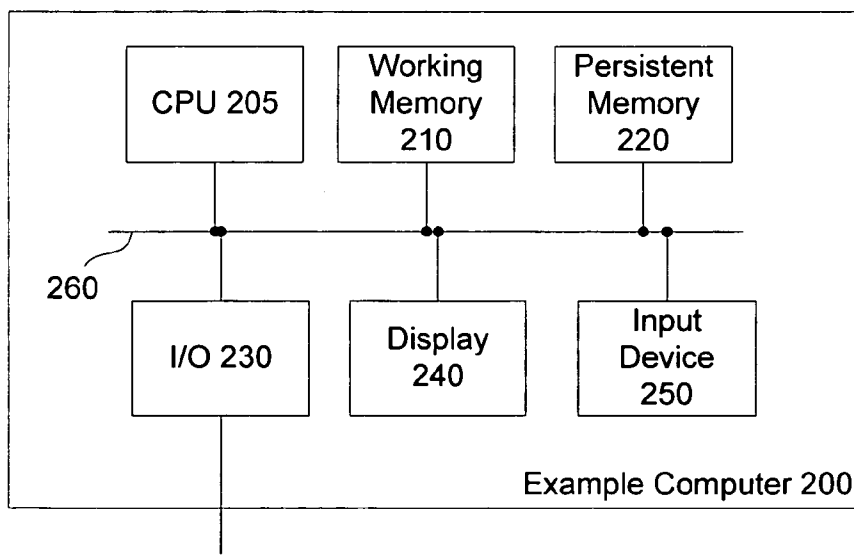 CPU 205
Working
Memory
210
Persistent
Memory
220
260
I/O 230
Display
240
Input
Device
250
Example Computer 200